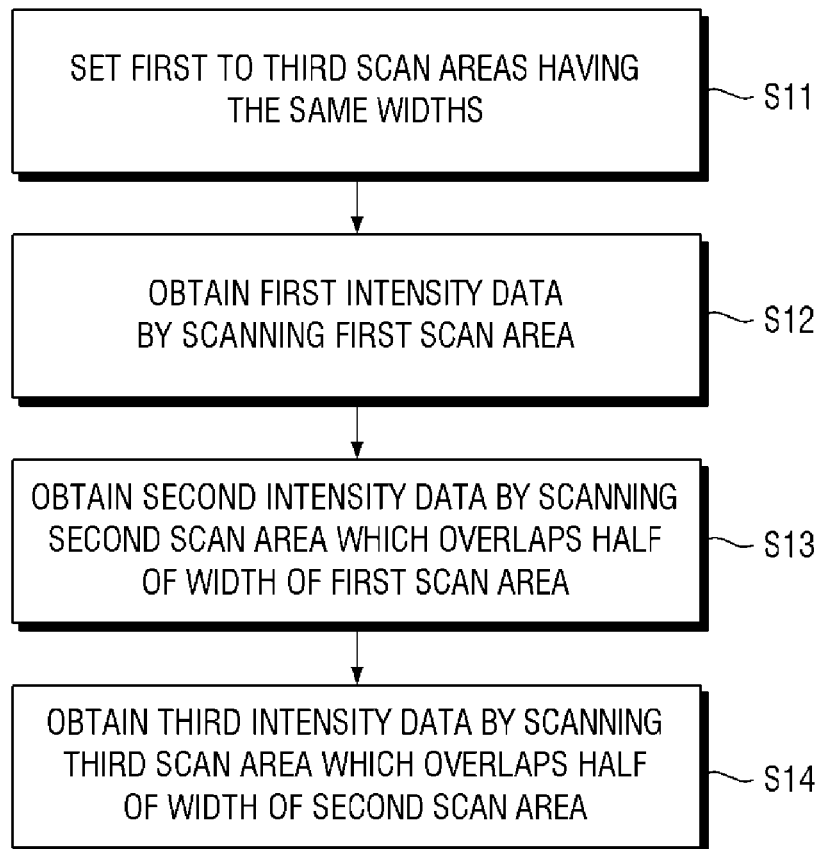 SET FIRST TO THIRD SCAN AREAS HAVING
THE SAME WIDTHS
S11
OBTAIN FIRST INTENSITY DATA
BY SCANNING FIRST SCAN AREA
S12
OBTAIN SECOND INTENSITY DATA BY SCANNING
SECOND SCAN AREA WHICH OVERLAPS HALF
OF WIDTH OF FIRST SCAN AREA
S13
OBTAIN THIRD INTENSITY DATA BY SCANNING
THIRD SCAN AREA WHICH OVERLAPS HALF
OF WIDTH OF SECOND SCAN AREA
S14